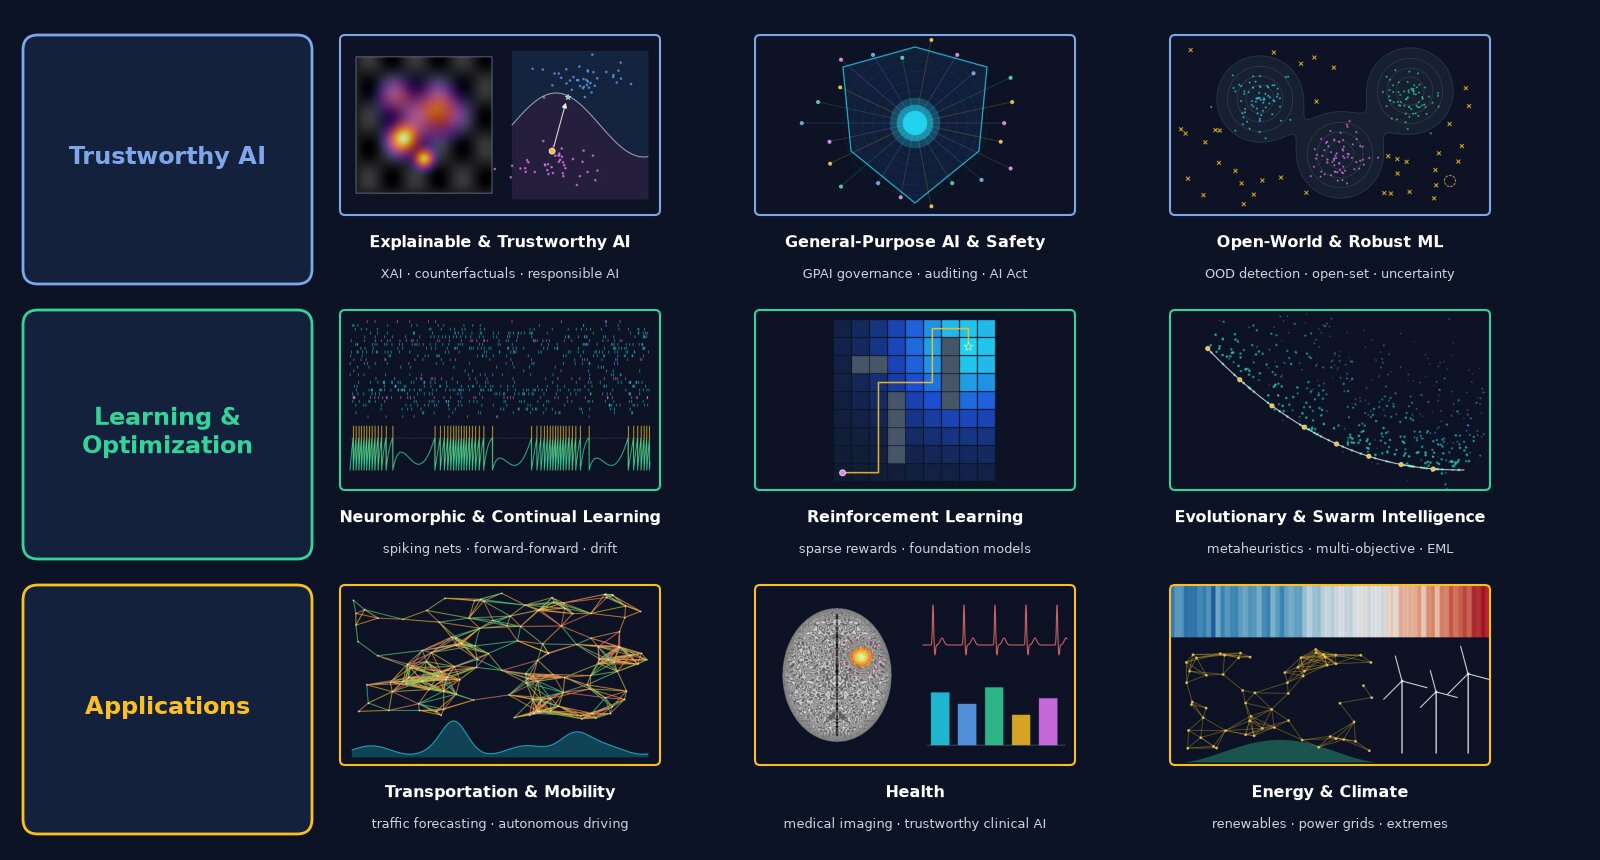 Trustworthy AI
Explainable & Trustworthy AI
XAI · counterfactuals · responsible AI
General-Purpose AI & Safety
GPAI governance · auditing · AI Act
Open-World & Robust ML
OOD detection · open-set · uncertainty
Learning &
Optimization
Neuromorphic & Continual Learning
spiking nets · forward-forward · drift
Reinforcement Learning
sparse rewards · foundation models
Evolutionary & Swarm Intelligence
metaheuristics · multi-objective · EML
Applications
Transportation & Mobility
traffic forecasting · autonomous driving
Health
medical imaging · trustworthy clinical AI
Energy & Climate
renewables · power grids · extremes